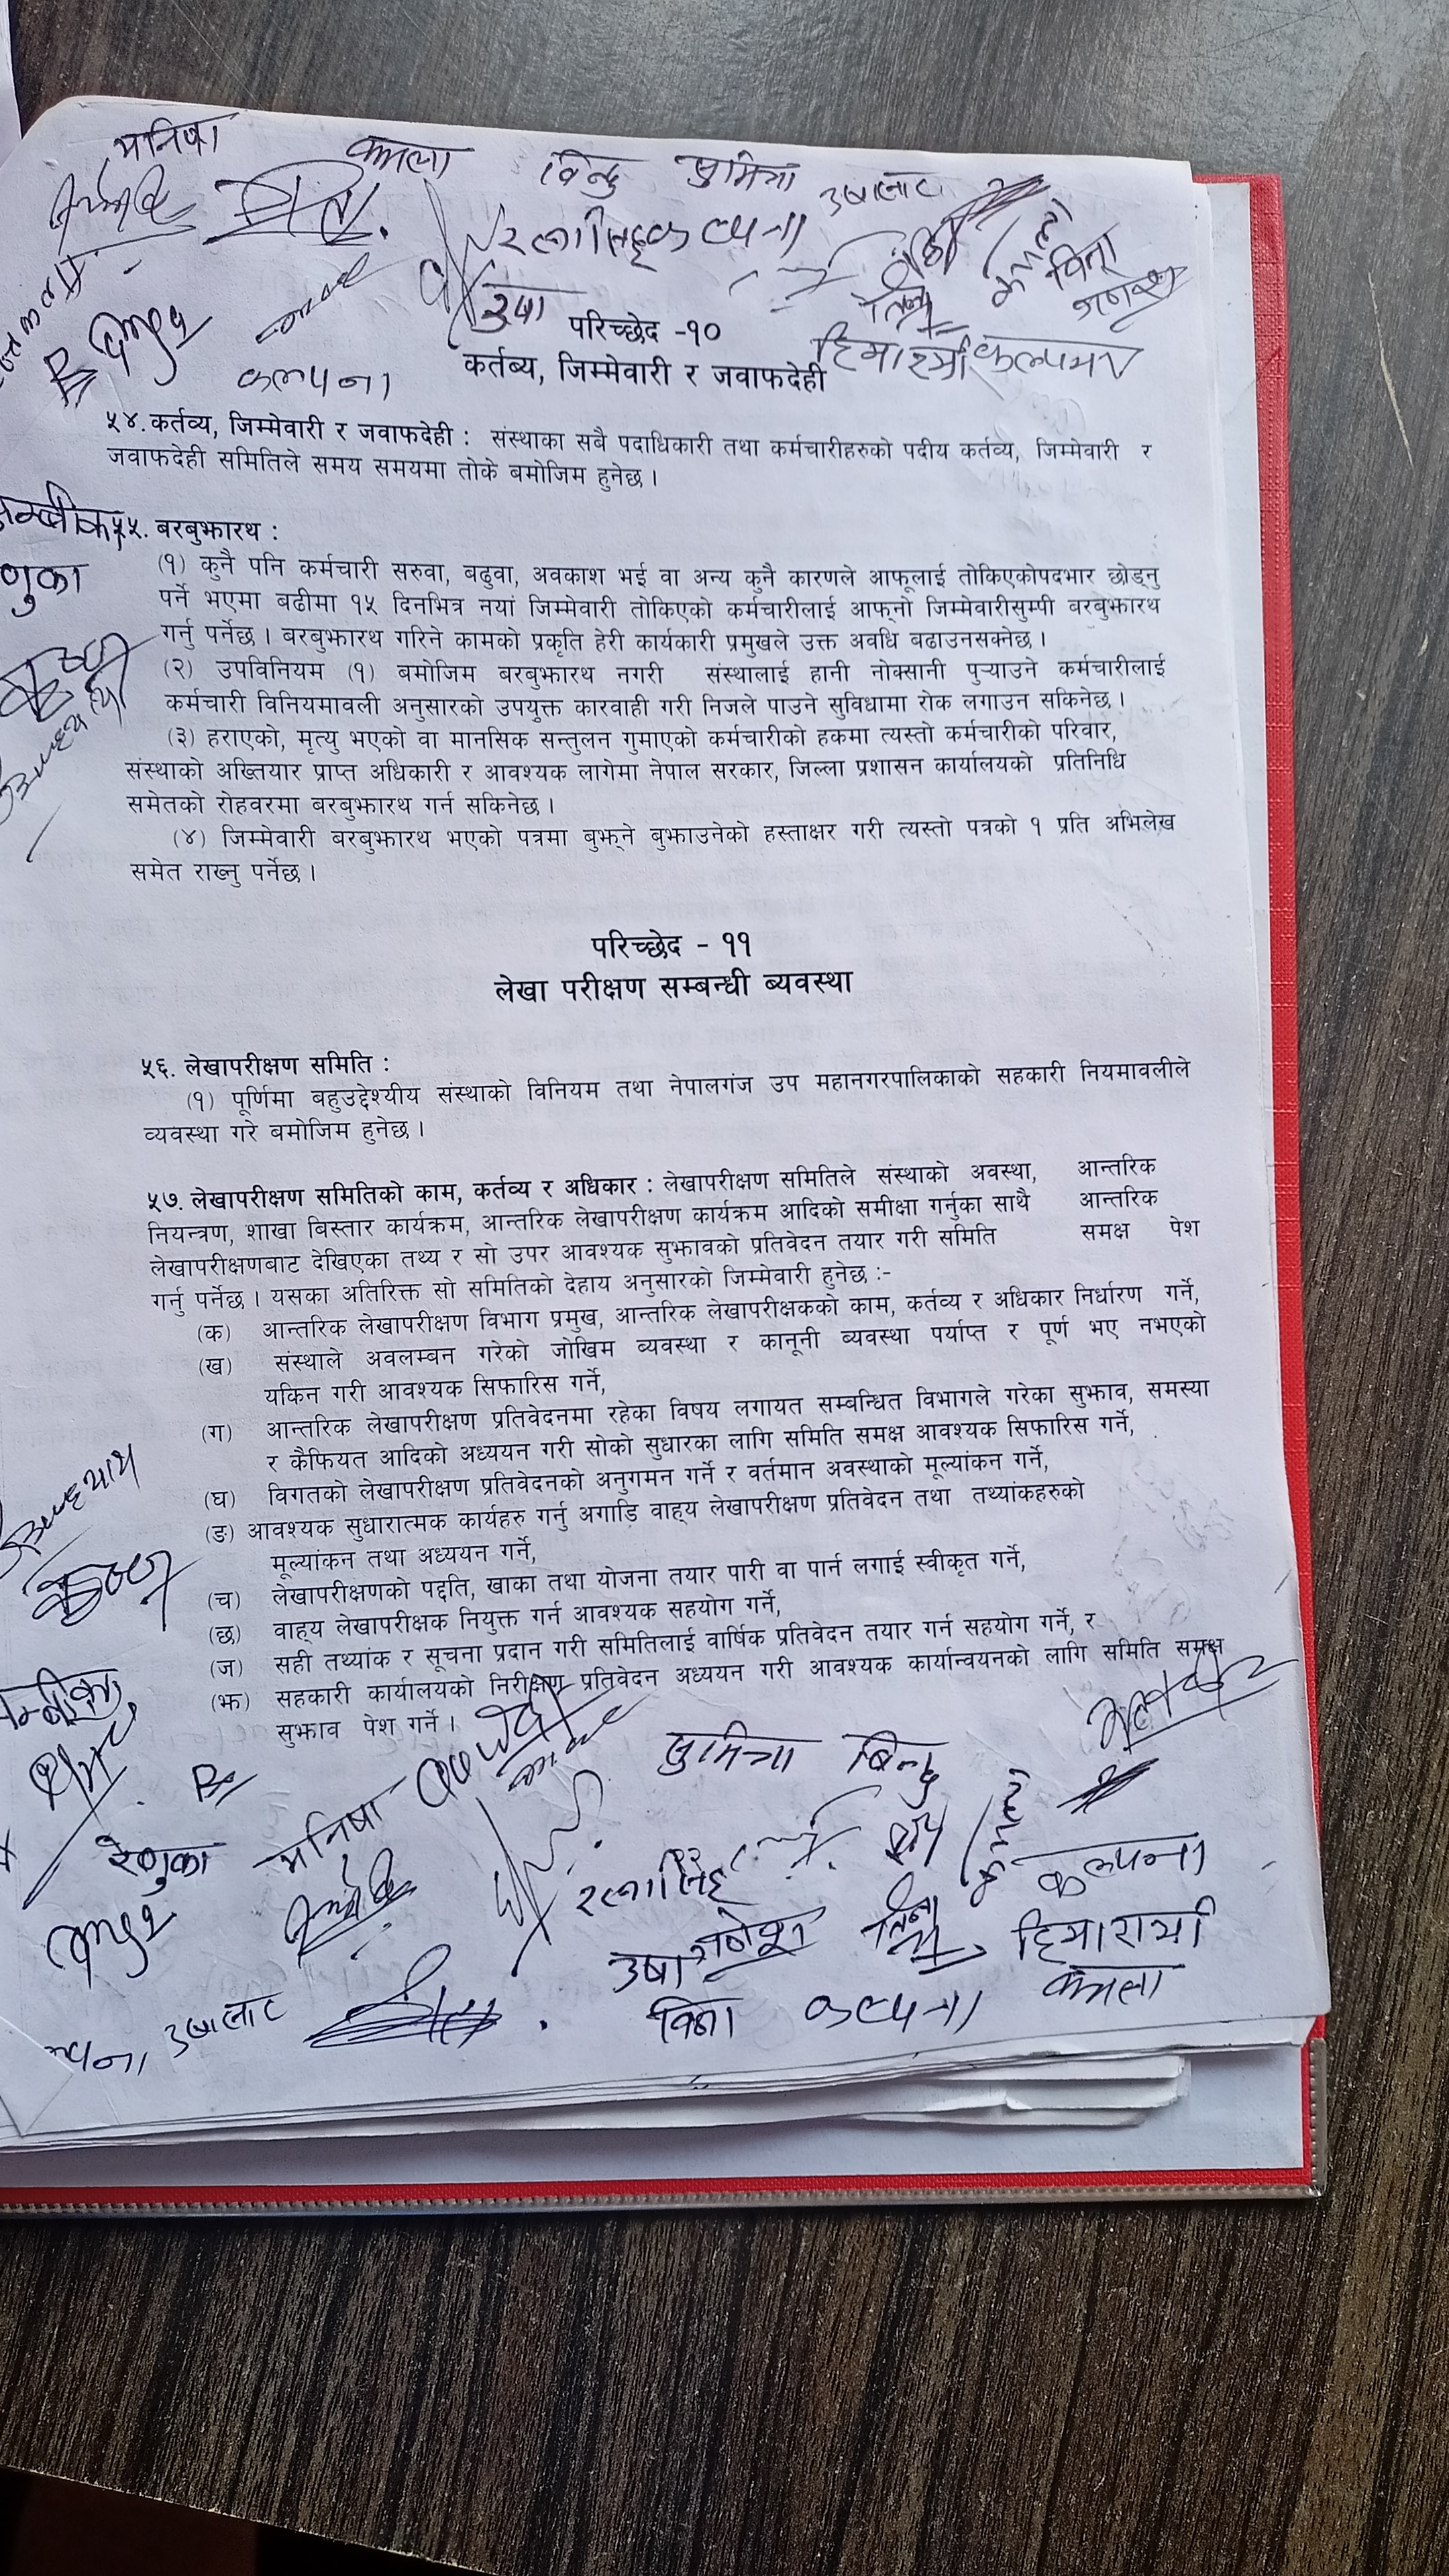 मनिषा कमला बिन्दु सुमित्रा उषाजाट
रत्नासिंह कल्पना
बिना
गणेश
उषा
परिच्छेद -१०
हिमा रामी कल्पना
कल्पना
कर्तब्य, जिम्मेवारी र जवाफदेही
५४. कर्तव्य, जिम्मेवारी र जवाफदेही : संस्थाका सबै पदाधिकारी तथा कर्मचारीहरुको पदीय कर्तव्य, जिम्मेवारी र
जवाफदेही समितिले समय समयमा तोके बमोजिम हुनेछ ।
५५. बरबुझारथ :
णुका
(१) कुनै पनि कर्मचारी सरुवा, बढुवा, अवकाश भई वा अन्य कुनै कारणले आफूलाई तोकिएकोपदभार छोड्नु
पर्ने भएमा बढीमा १५ दिनभित्र नयां जिम्मेवारी तोकिएको कर्मचारीलाई आफ्नो जिम्मेवारीसुम्पी बरबुझारथ
गर्नु पर्नेछ । बरबुझारथ गरिने कामको प्रकृति हेरी कार्यकारी प्रमुखले उक्त अवधि बढाउनसक्नेछ ।
(२) उपविनियम (१) बमोजिम बरबुझारथ नगरी संस्थालाई हानी नोक्सानी पुऱ्याउने कर्मचारीलाई
कर्मचारी विनियमावली अनुसारको उपयुक्त कारवाही गरी निजले पाउने सुविधामा रोक लगाउन सकिनेछ ।
(३) हराएको, मृत्यु भएको वा मानसिक सन्तुलन गुमाएको कर्मचारीको हकमा त्यस्तो कर्मचारीको परिवार,
संस्थाको अख्तियार प्राप्त अधिकारी र आवश्यक लागेमा नेपाल सरकार, जिल्ला प्रशासन कार्यालयको प्रतिनिधि
समेतको रोहवरमा बरबुझारथ गर्न सकिनेछ ।
(४) जिम्मेवारी बरबुझारथ भएको पत्रमा बुझ्ने बुझाउनेको हस्ताक्षर गरी त्यस्तो पत्रको १ प्रति अभिलेख
समेत राख्नु पर्नेछ ।
परिच्छेद - ११
लेखा परीक्षण सम्बन्धी ब्यवस्था
५६. लेखापरीक्षण समिति :
(१) पूर्णिमा बहुउद्देश्यीय संस्थाको विनियम तथा नेपालगंज उप महानगरपालिकाको सहकारी नियमावलीले
व्यवस्था गरे बमोजिम हुनेछ ।
५७. लेखापरीक्षण समितिको काम, कर्तव्य र अधिकार : लेखापरीक्षण समितिले संस्थाको अवस्था, आन्तरिक
नियन्त्रण, शाखा बिस्तार कार्यक्रम, आन्तरिक लेखापरीक्षण कार्यक्रम आदिको समीक्षा गर्नुका साथै आन्तरिक
लेखापरीक्षणबाट देखिएका तथ्य र सो उपर आवश्यक सुझावको प्रतिवेदन तयार गरी समिति समक्ष पेश
गर्नु पर्नेछ । यसका अतिरिक्त सो समितिको देहाय अनुसारको जिम्मेवारी हुनेछ :-
(क) आन्तरिक लेखापरीक्षण विभाग प्रमुख, आन्तरिक लेखापरीक्षकको काम, कर्तव्य र अधिकार निर्धारण गर्ने,
(ख) संस्थाले अवलम्बन गरेको जोखिम ब्यवस्था र कानूनी ब्यवस्था पर्याप्त र पूर्ण भए नभएको
यकिन गरी आवश्यक सिफारिस गर्ने,
(ग) आन्तरिक लेखापरीक्षण प्रतिवेदनमा रहेका विषय लगायत सम्बन्धित विभागले गरेका सुझाव, समस्या
र कैफियत आदिको अध्ययन गरी सोको सुधारका लागि समिति समक्ष आवश्यक सिफारिस गर्ने,
(घ) विगतको लेखापरीक्षण प्रतिवेदनको अनुगमन गर्ने र वर्तमान अवस्थाको मूल्यांकन गर्ने,
(ङ) आवश्यक सुधारात्मक कार्यहरु गर्नु अगाडि वाह्य लेखापरीक्षण प्रतिवेदन तथा तथ्यांकहरुको
मूल्यांकन तथा अध्ययन गर्ने,
(च) लेखापरीक्षणको पद्दति, खाका तथा योजना तयार पारी वा पार्न लगाई स्वीकृत गर्ने,
(छ) वाह्य लेखापरीक्षक नियुक्त गर्न आवश्यक सहयोग गर्ने,
(ज) सही तथ्यांक र सूचना प्रदान गरी समितिलाई वार्षिक प्रतिवेदन तयार गर्न सहयोग गर्ने, र
(झ) सहकारी कार्यालयको निरीक्षण प्रतिवेदन अध्ययन गरी आवश्यक कार्यान्वयनको लागि समिति समक्ष
सुझाव पेश गर्ने ।
सुमित्रा बिन्दु
रेणुका मनिषा रत्नासिंह कल्पना
उषा गणेश हिमा रामी
उषाजाट बिना कल्पना कमला